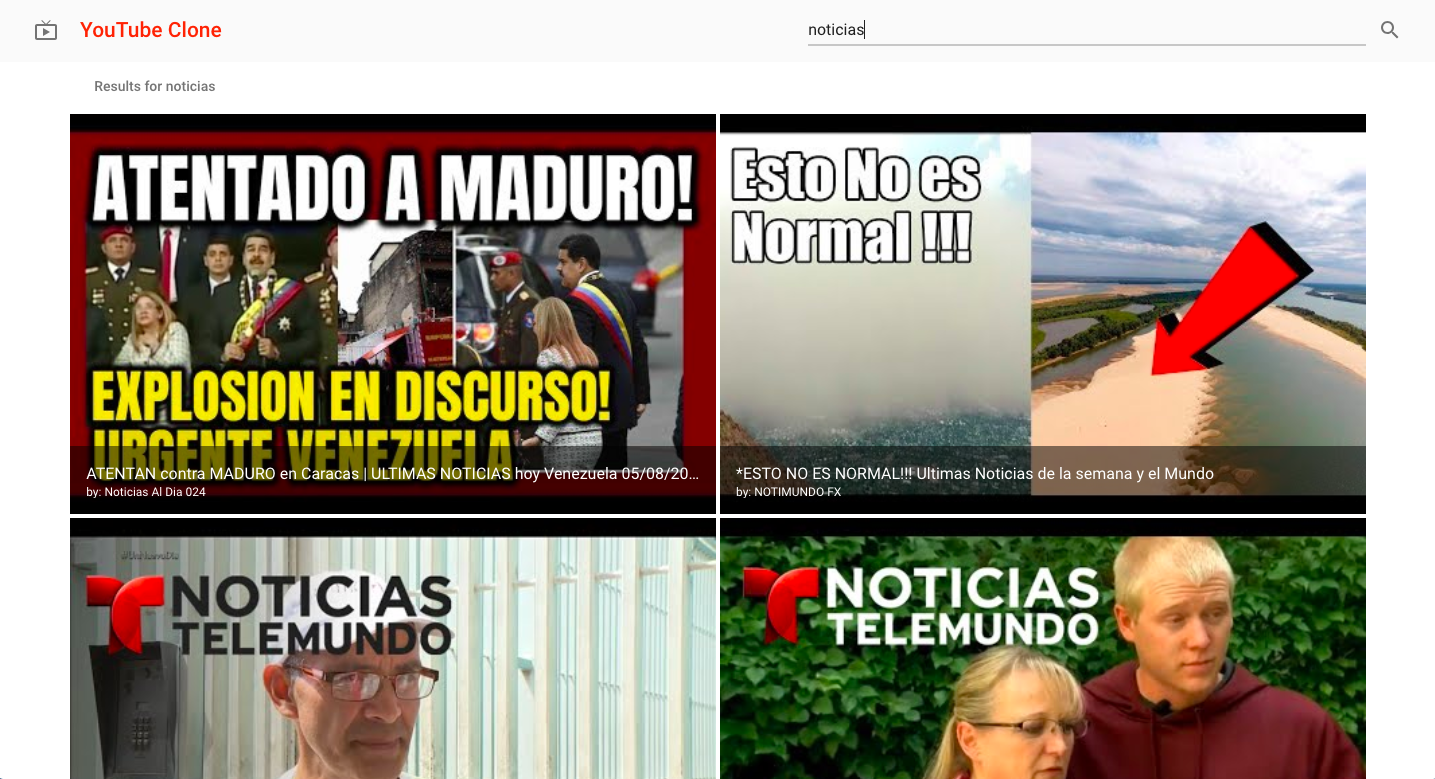 YouTube Clone
noticias
Results for noticias
ATENTADO A MADURO!
EXPLOSION EN DISCURSO!
URGENTE VENEZUELA
ATENTAN contra MADURO en Caracas | ULTIMAS NOTICIAS hoy Venezuela 05/08/20...
by: Noticias Al Dia 024
Esto No es
Normal !!!
*ESTO NO ES NORMAL!!! Ultimas Noticias de la semana y el Mundo
by: NOTIMUNDO FX
#UnNuevoDia
NOTICIAS
TELEMUNDO
NOTICIAS
TELEMUNDO